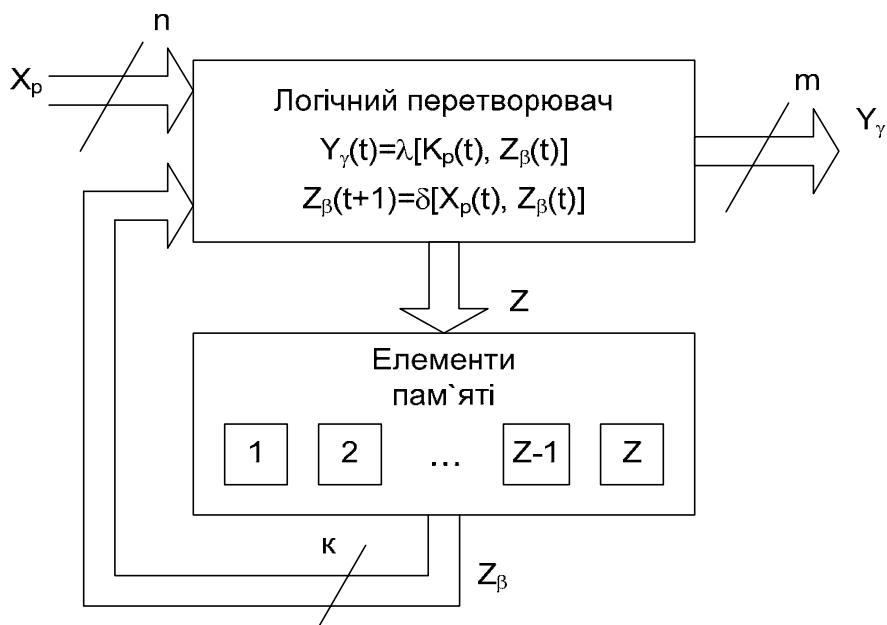 n
Xp
Логічний перетворювач
Yγ(t)=λ[Kp(t), Zβ(t)]
Zβ(t+1)=δ[Xp(t), Zβ(t)]
m
Yγ
Z
Елементи
пам`яті
1 2 ... Z-1 Z
к
Zβ